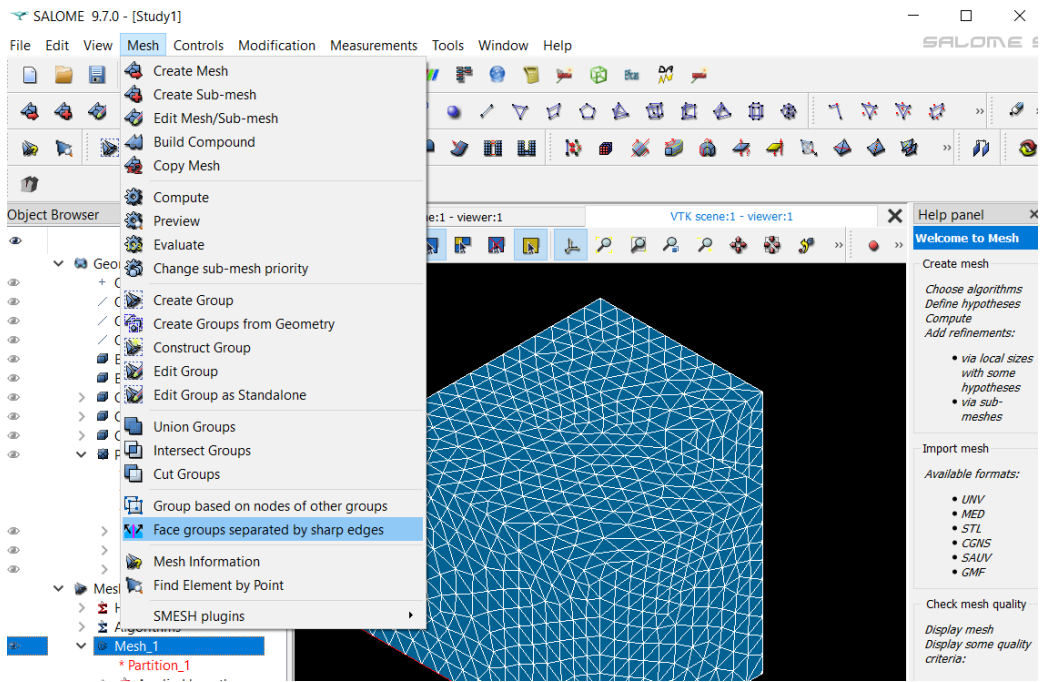 SALOME 9.7.0 - [Study1]
File Edit View Mesh Controls Modification Measurements Tools Window Help
SALOME
Create Mesh
Create Sub-mesh
Edit Mesh/Sub-mesh
Build Compound
Copy Mesh
Compute
Preview
Evaluate
Change sub-mesh priority
Create Group
Create Groups from Geometry
Construct Group
Edit Group
Edit Group as Standalone
Union Groups
Intersect Groups
Cut Groups
Group based on nodes of other groups
Face groups separated by sharp edges
Mesh Information
Find Element by Point
SMESH plugins
Object Browser
Mesh_1
* Partition_1
:1 - viewer:1
VTK scene:1 - viewer:1
Help panel
Welcome to Mesh
Create mesh
Choose algorithms
Define hypotheses
Compute
Add refinements:
• via local sizes
with some
hypotheses
• via sub-
meshes
Import mesh
Available formats:
• UNV
• MED
• STL
• CGNS
• SAUV
• GMF
Check mesh quality
Display mesh
Display some quality
criteria: